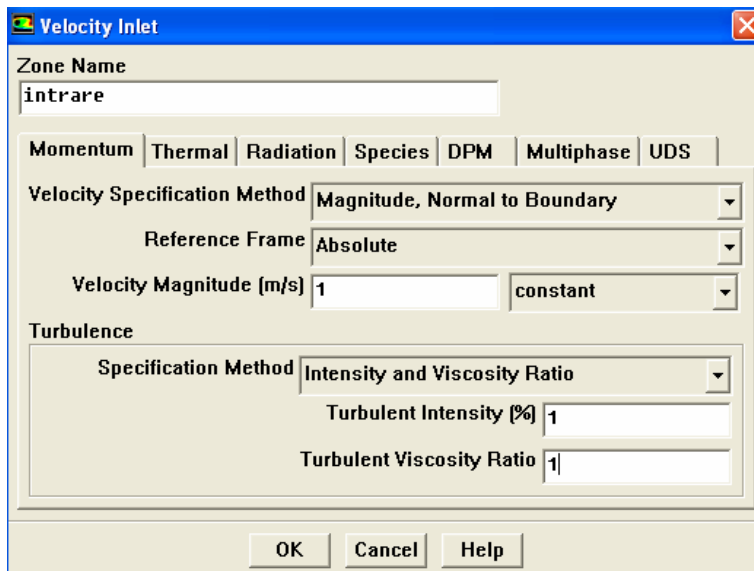 Velocity Inlet
Zone Name
intrare
Momentum Thermal Radiation Species DPM Multiphase UDS
Velocity Specification Method Magnitude, Normal to Boundary
Reference Frame Absolute
Velocity Magnitude (m/s) 1 constant
Turbulence
Specification Method Intensity and Viscosity Ratio
Turbulent Intensity (%) 1
Turbulent Viscosity Ratio 1
OK Cancel Help